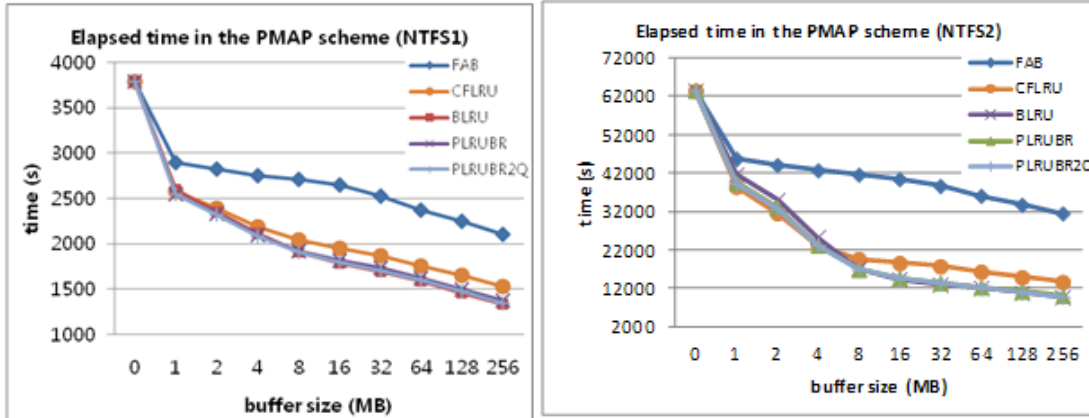 Elapsed time in the PMAP scheme (NTFS1)
4000
3500
3000
2500
2000
1500
1000
time (s)
0 1 2 4 8 16 32 64 128 256
buffer size (MB)
FAB
CFLRU
BLRU
PLRUBR
PLRUBR2Q
Elapsed time in the PMAP scheme (NTFS2)
72000
62000
52000
42000
32000
22000
12000
2000
time (s)
0 1 2 4 8 16 32 64 128 256
buffer size (MB)
FAB
CFLRU
BLRU
PLRUBR
PLRUBR2Q